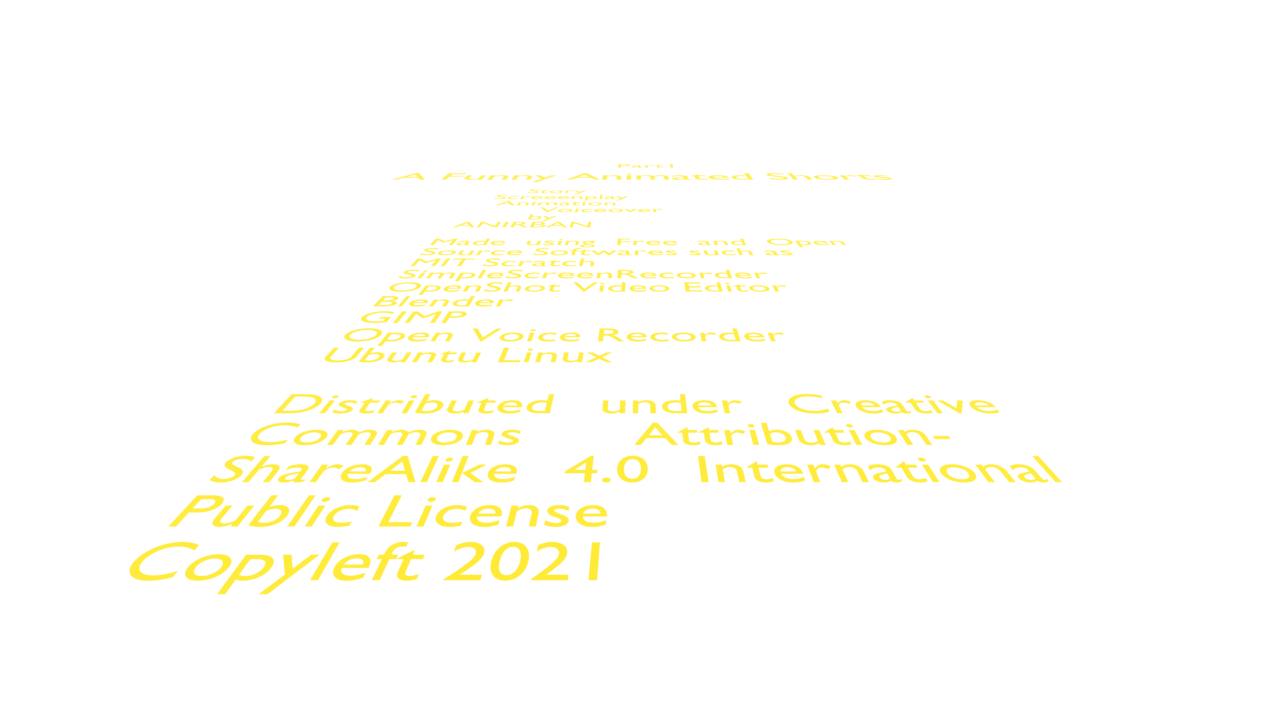 Part I
A Funny Animated Shorts
Story
Screeenplay
Animation
Voiceover
by
ANIRBAN
Made using Free and Open
Source Softwares such as
MIT Scratch
SimpleScreenRecorder
OpenShot Video Editor
Blender
GIMP
Open Voice Recorder
Ubuntu Linux
Distributed under Creative
Commons Attribution-
ShareAlike 4.0 International
Public License
Copyleft 2021